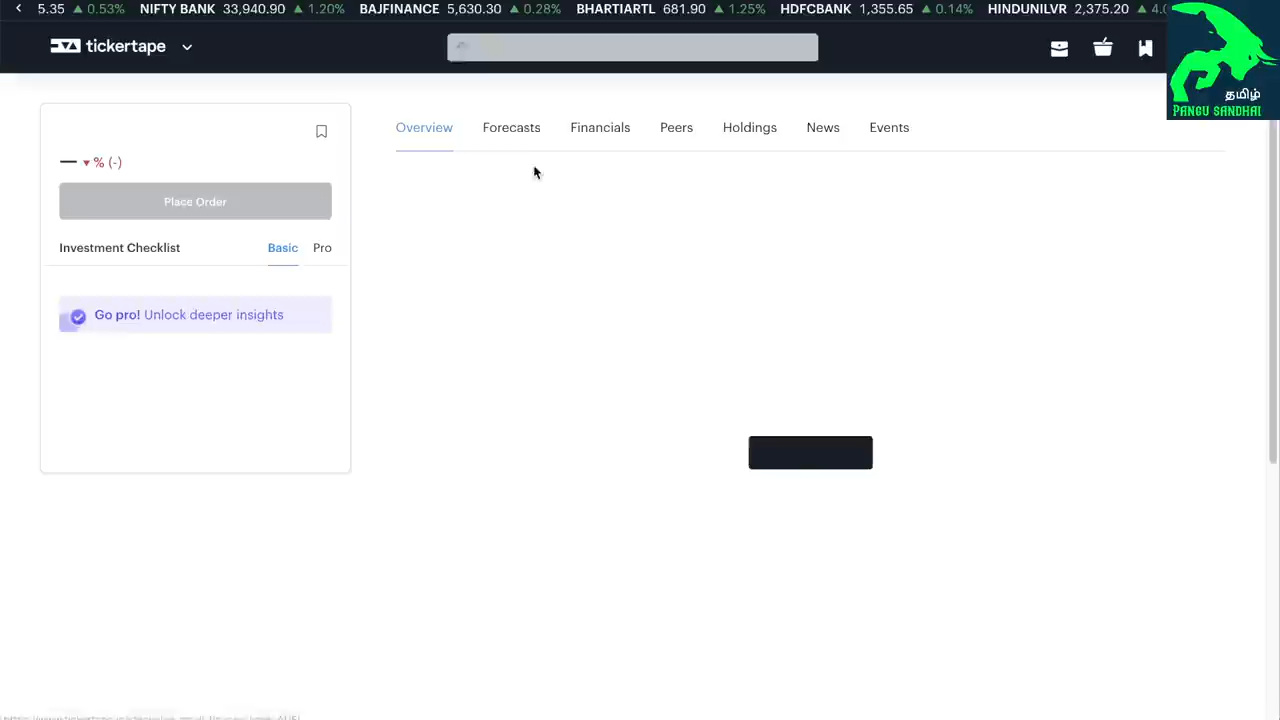 5.35 ▲ 0.53% NIFTY BANK 33,940.90 ▲ 1.20% BAJFINANCE 5,630.30 ▲ 0.28% BHARTIARTL 681.90 ▲ 1.25% HDFCBANK 1,355.65 ▲ 0.14% HINDUNILVR 2,375.20 ▲ 4.0
tickertape
தமிழ்
PANGU SANDHAI
Overview Forecasts Financials Peers Holdings News Events
— ▾ % (-)
Place Order
Investment Checklist Basic Pro
Go pro! Unlock deeper insights